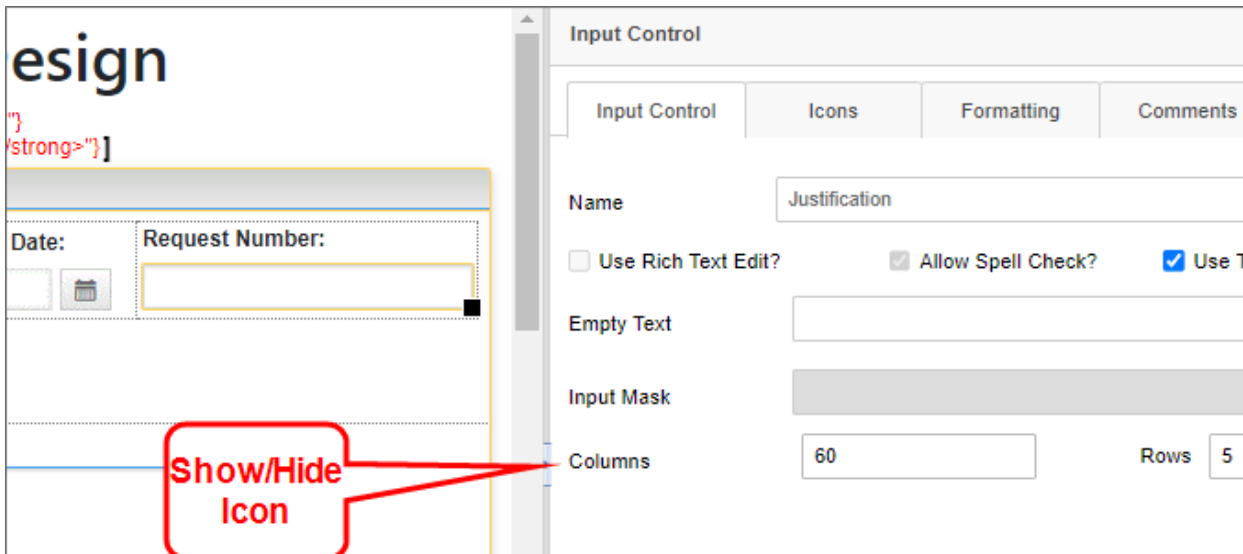 esign
"}
/strong>"}]
Date:
Request Number:
Show/Hide
Icon
Input Control
Input Control Icons Formatting Comments
Name Justification
Use Rich Text Edit? Allow Spell Check? Use T
Empty Text
Input Mask
Columns 60 Rows 5